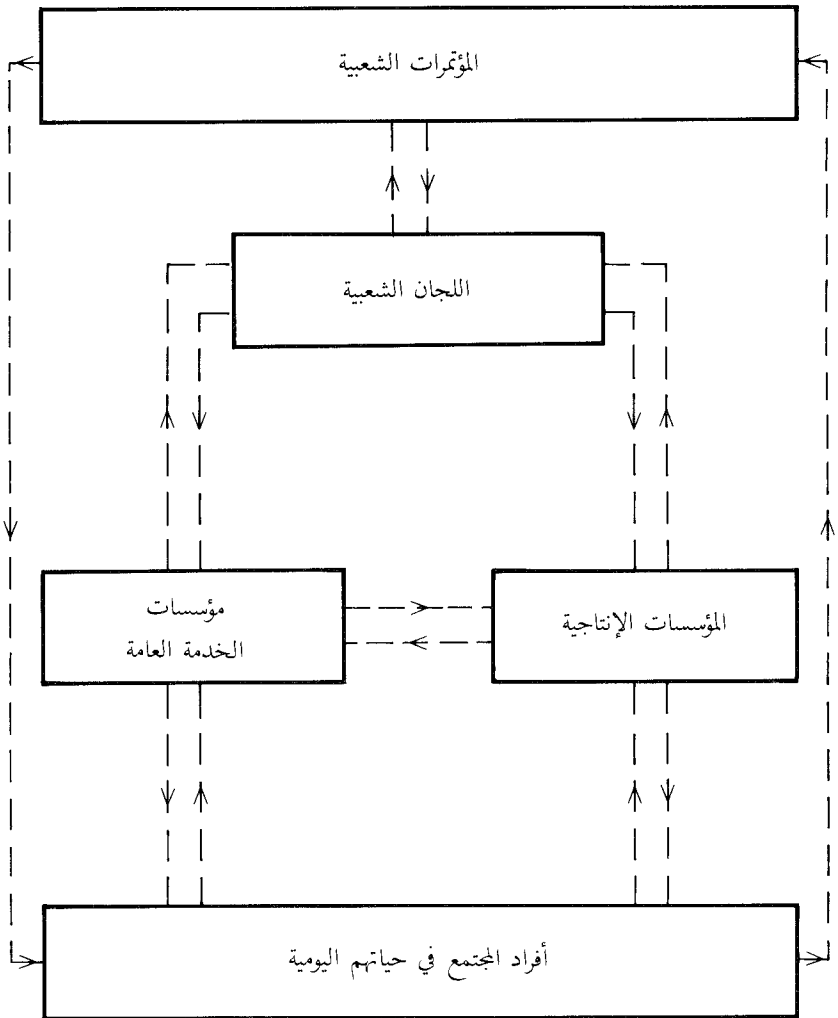 المؤتمرات الشعبية
اللجان الشعبية
المؤسسات الإنتاجية
مؤسسات
الخدمة العامة
أفراد المجتمع في حياتهم اليومية